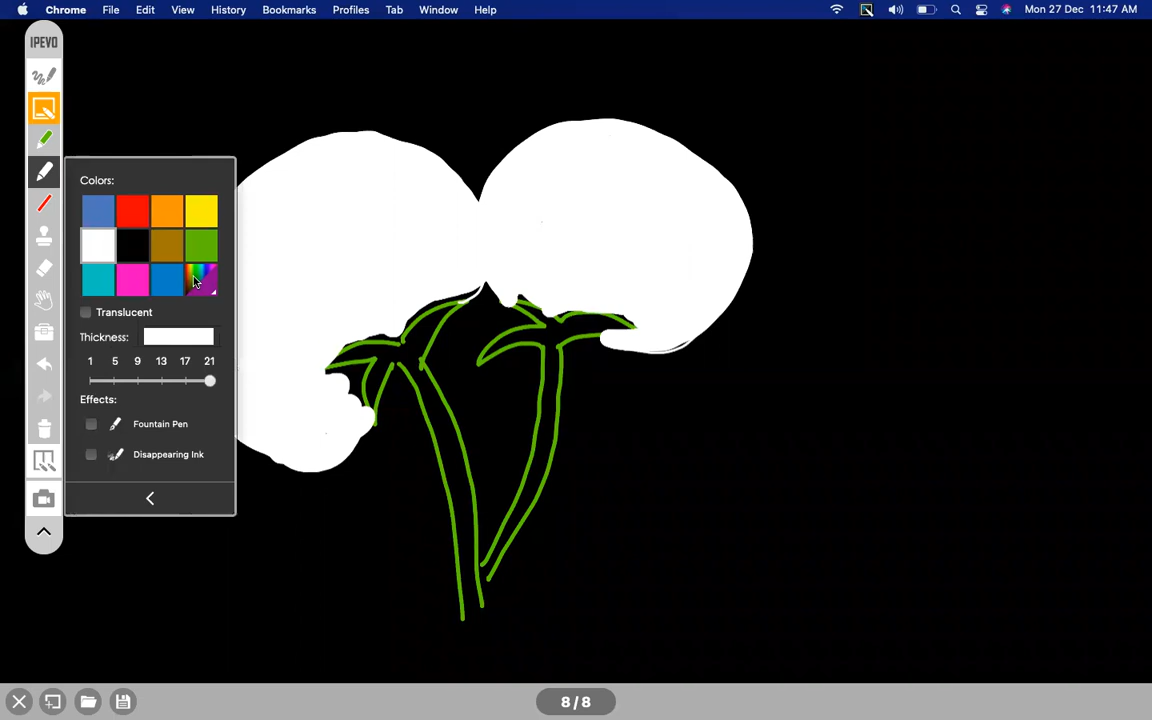 Chrome File Edit View History Bookmarks Profiles Tab Window Help Mon 27 Dec 11:47 AM
IPEVO
Colors:
Translucent
Thickness:
1 5 9 13 17 21
Effects:
Fountain Pen
Disappearing Ink
8 / 8